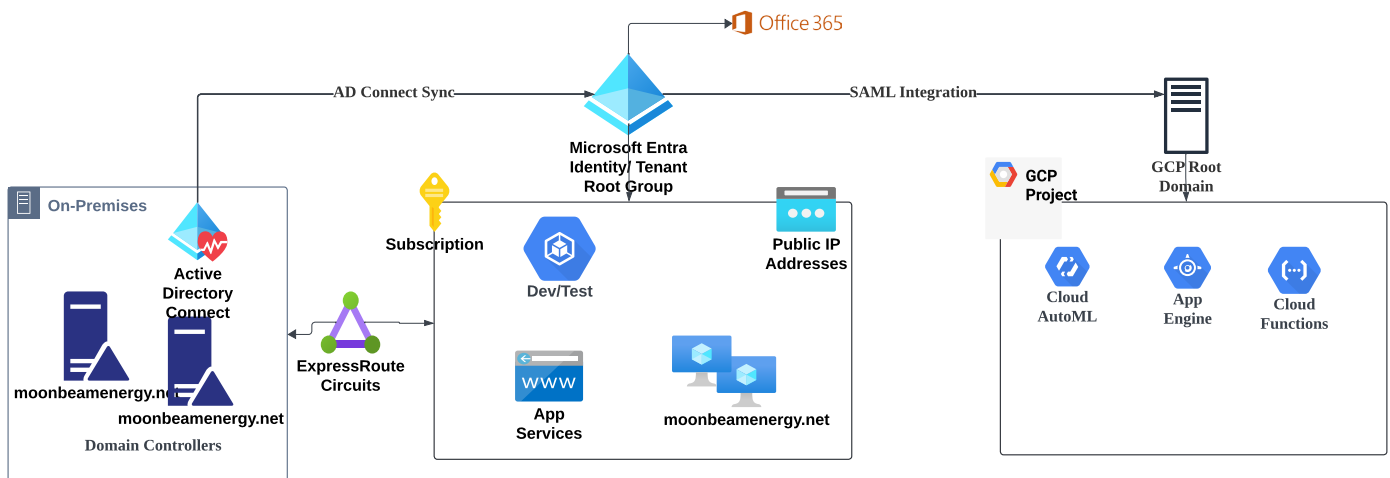 Office 365
AD Connect Sync
SAML Integration
Microsoft Entra
Identity/ Tenant
Root Group
GCP Root
Domain
GCP
Project
On-Premises
Subscription
Public IP
Addresses
Active
Directory
Connect
Dev/Test
Cloud
AutoML
App
Engine
Cloud
Functions
ExpressRoute
Circuits
moonbeamenergy.net
moonbeamenergy.net
Domain Controllers
WWW
App
Services
moonbeamenergy.net